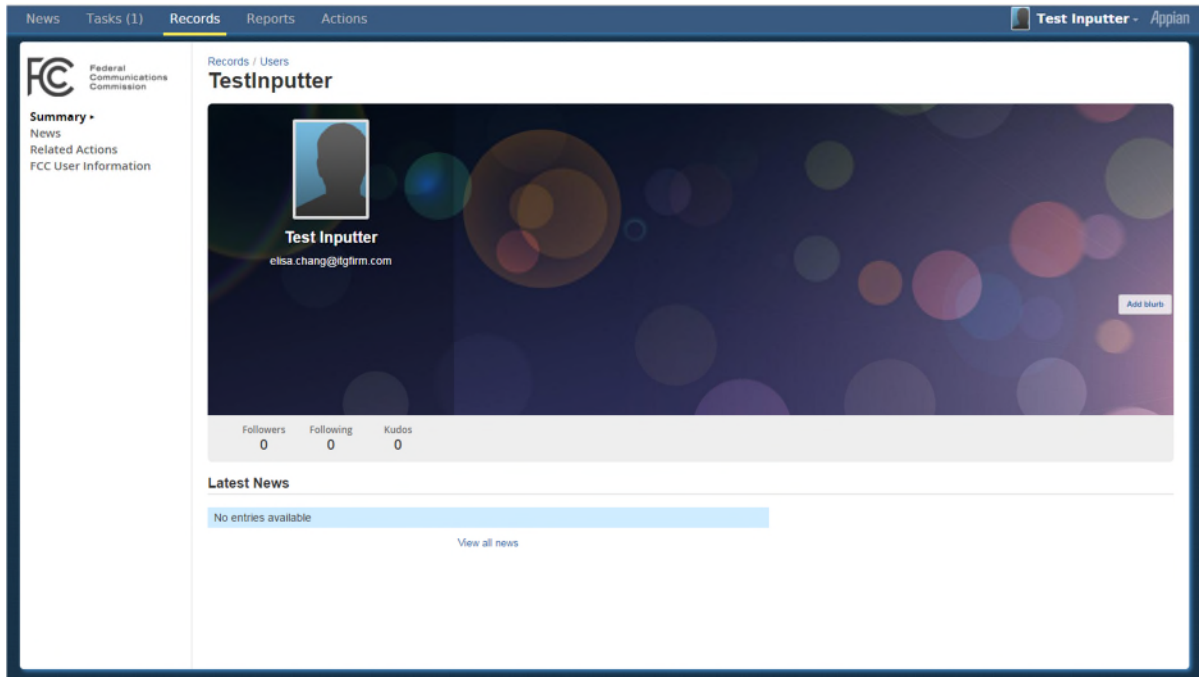 News Tasks (1) Records Reports Actions Test Inputter - Appian
FCC Federal
Communications
Commission
Summary ▸
News
Related Actions
FCC User Information
Records / Users
TestInputter
Test Inputter
elisa.chang@itgfirm.com
Add blurb
Followers Following Kudos
0 0 0
Latest News
No entries available
View all news